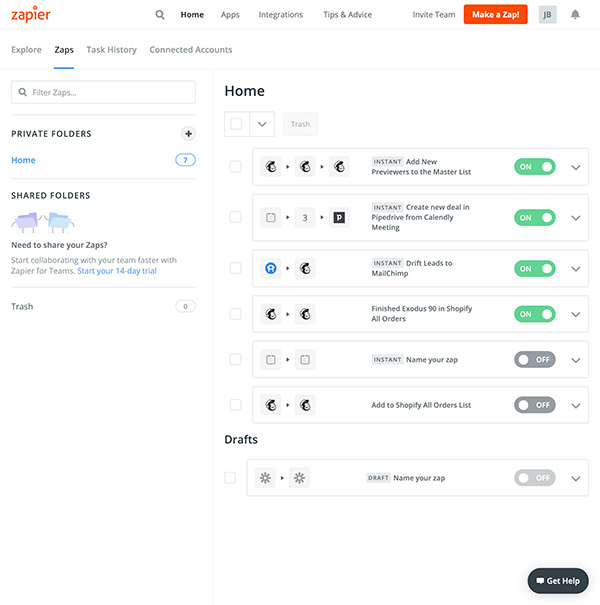 zapier Home Apps Integrations Tips & Advice Invite Team Make a Zap! JB
Explore Zaps Task History Connected Accounts
Filter Zaps...
PRIVATE FOLDERS
Home 7
SHARED FOLDERS
Need to share your Zaps?
Start collaborating with your team faster with
Zapier for Teams. Start your 14-day trial
Trash 0
Home
Trash
INSTANT Add New
Previewers to the Master List
ON
3
INSTANT Create new deal in
Pipedrive from Calendly
Meeting
ON
INSTANT Drift Leads to
MailChimp
ON
Finished Exodus 90 in Shopify
All Orders
ON
INSTANT Name your zap
OFF
Add to Shopify All Orders List
OFF
Drafts
DRAFT Name your zap
OFF
Get Help